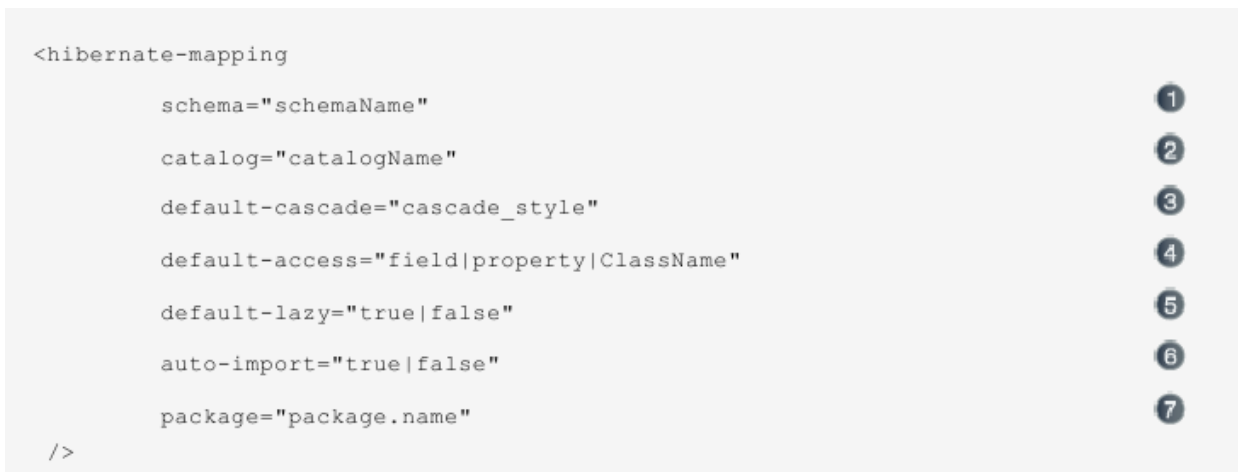 <hibernate-mapping
schema="schemaName" 1
catalog="catalogName" 2
default-cascade="cascade_style" 3
default-access="field|property|ClassName" 4
default-lazy="true|false" 5
auto-import="true|false" 6
package="package.name" 7
/>